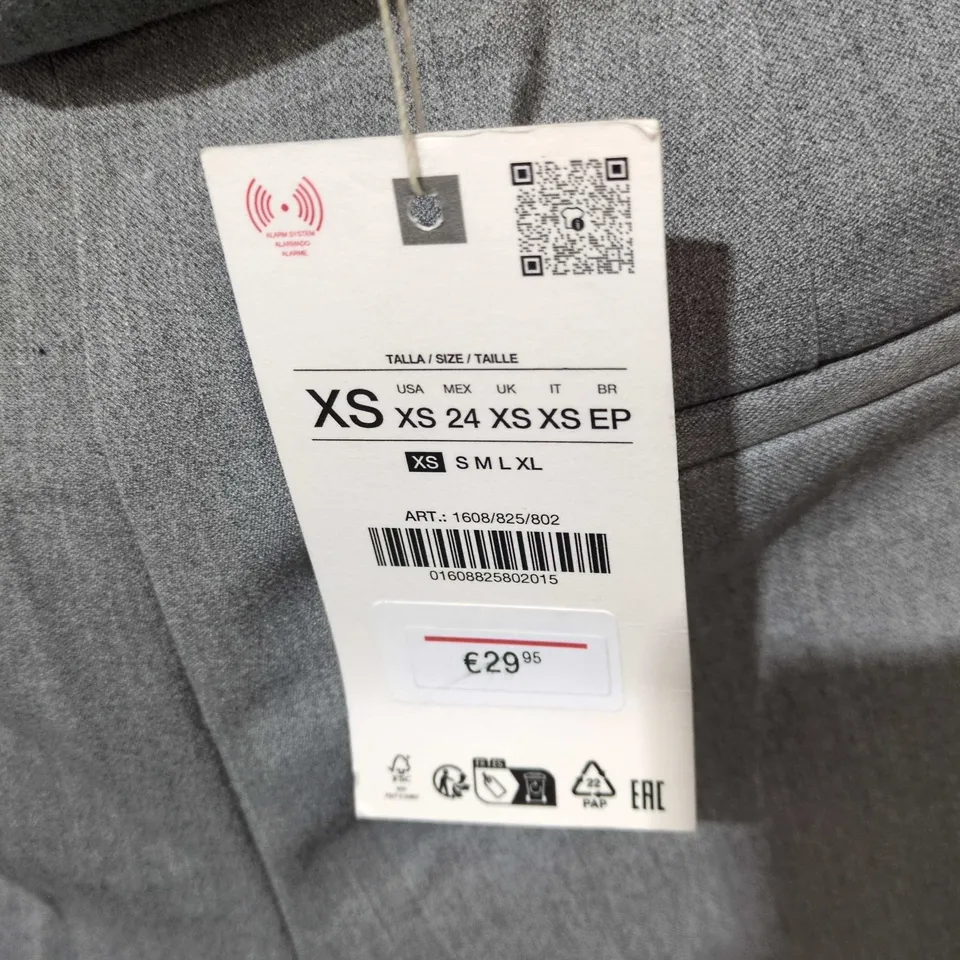 ALARM SYSTEM
ALARMADO
ALARME
TALLA / SIZE / TAILLE
XS
USA MEX UK IT BR
XS 24 XS XS EP
XS S M L XL
ART.: 1608/825/802
01608825802015
€29 95
FSC
22
PAP
EAC